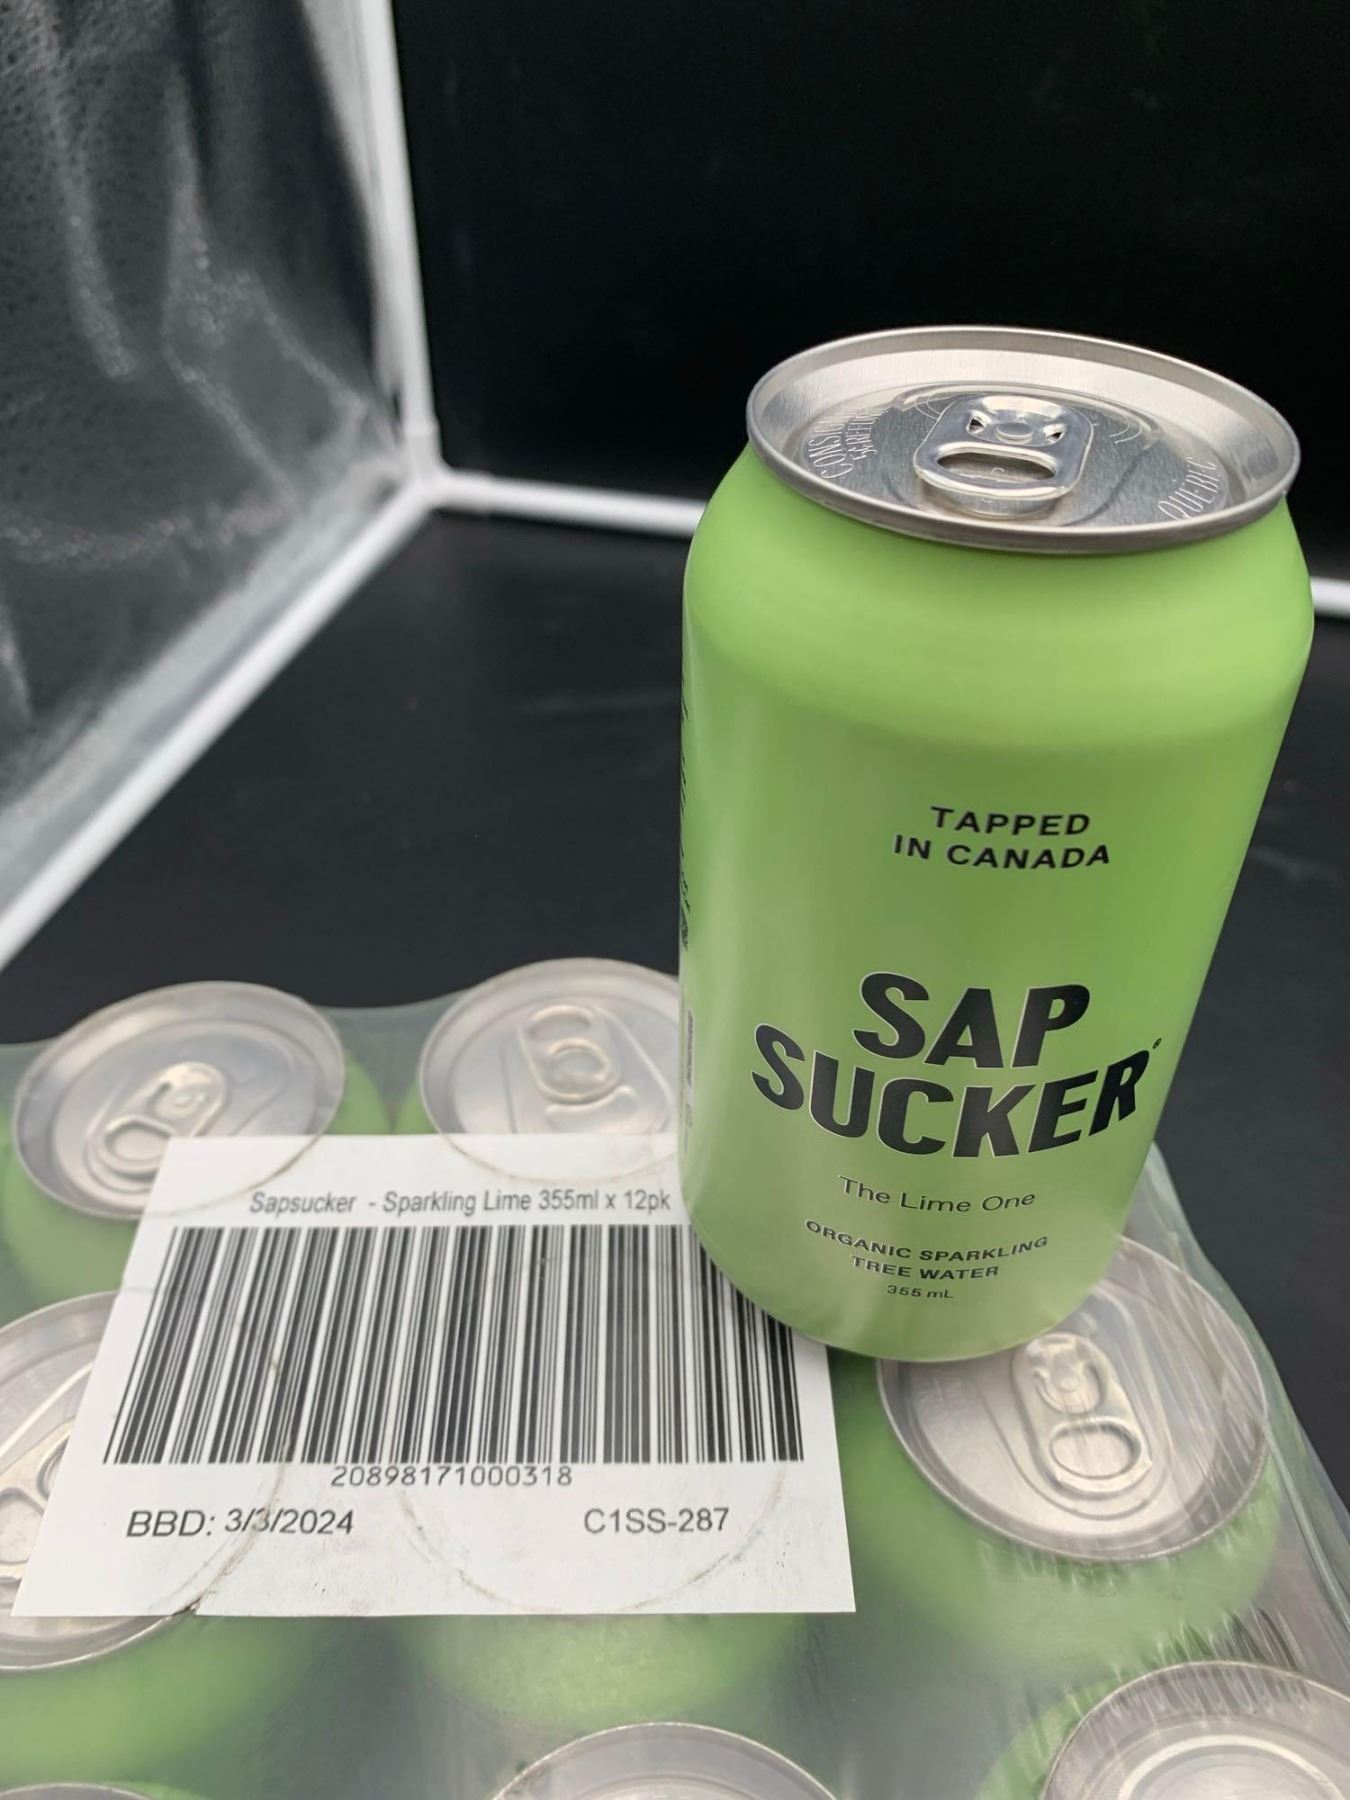 QUÉBEC
TAPPED
IN CANADA
SAP
SUCKER®
The Lime One
ORGANIC SPARKLING
TREE WATER
355 mL
Sapsucker - Sparkling Lime 355ml x 12pk
20898171000318
BBD: 3/3/2024 C1SS-287